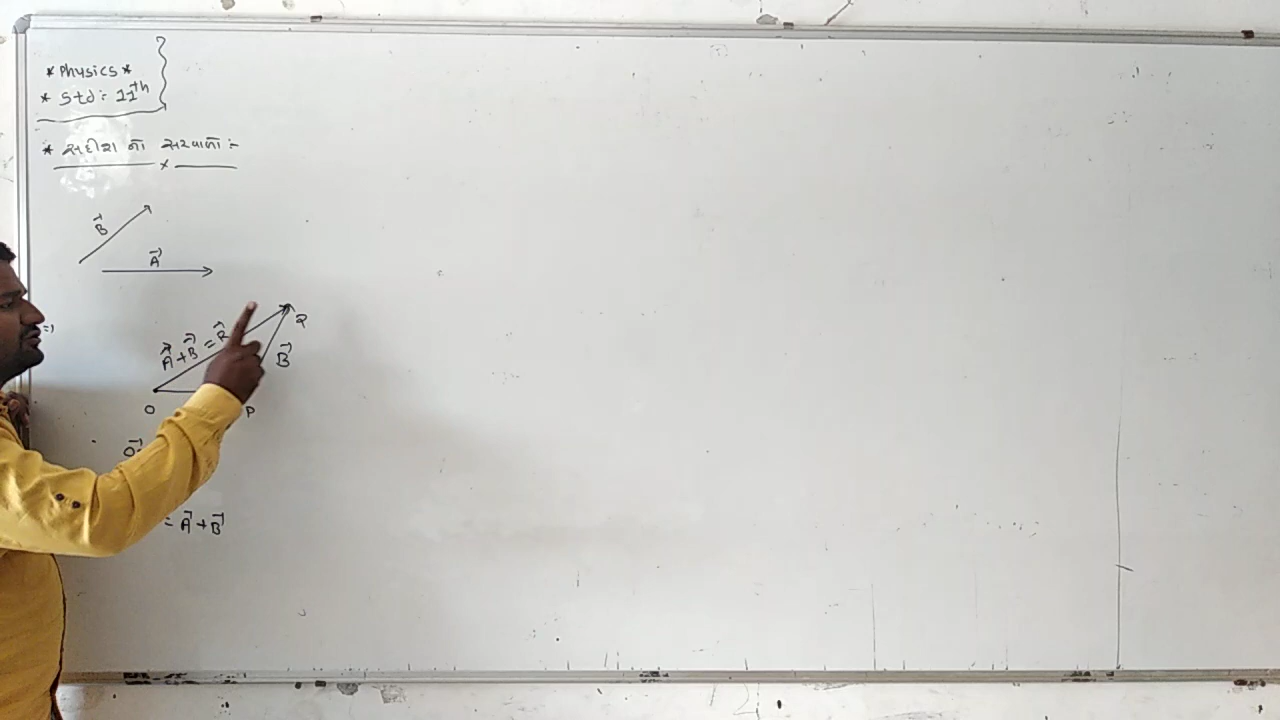 * Physics *
* Std: 11th
* સદીશ નો સરવાળો :-
B⃗
A⃗
A⃗ + B⃗ = R⃗
Q
B⃗
O
P
= A⃗ + B⃗